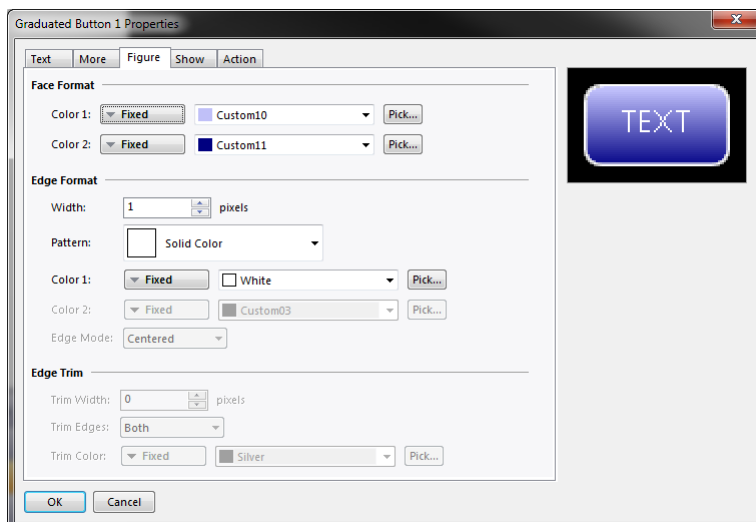 Graduated Button 1 Properties
x
Text More Figure Show Action
Face Format
Color 1: Fixed Custom10 Pick...
Color 2: Fixed Custom11 Pick...
Edge Format
Width: 1 pixels
Pattern: Solid Color
Color 1: Fixed White Pick...
Color 2: Fixed Custom03 Pick...
Edge Mode: Centered
Edge Trim
Trim Width: 0 pixels
Trim Edges: Both
Trim Color: Fixed Silver Pick...
OK Cancel
TEXT